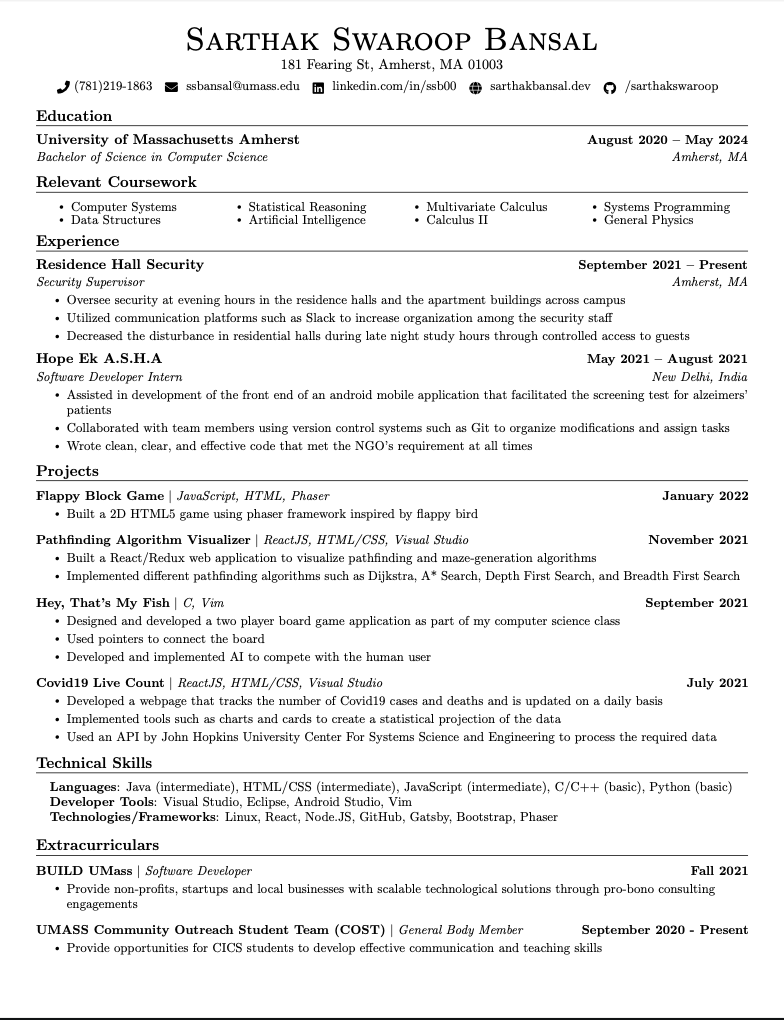 Sarthak Swaroop Bansal
181 Fearing St, Amherst, MA 01003
(781)219-1863 ssbansal@umass.edu linkedin.com/in/ssb00 sarthakbansal.dev /sarthakswaroop
Education
University of Massachusetts Amherst August 2020 – May 2024
Bachelor of Science in Computer Science Amherst, MA
Relevant Coursework
• Computer Systems • Statistical Reasoning • Multivariate Calculus • Systems Programming
• Data Structures • Artificial Intelligence • Calculus II • General Physics
Experience
Residence Hall Security September 2021 – Present
Security Supervisor Amherst, MA
• Oversee security at evening hours in the residence halls and the apartment buildings across campus
• Utilized communication platforms such as Slack to increase organization among the security staff
• Decreased the disturbance in residential halls during late night study hours through controlled access to guests
Hope Ek A.S.H.A May 2021 – August 2021
Software Developer Intern New Delhi, India
• Assisted in development of the front end of an android mobile application that facilitated the screening test for alzeimers'
patients
• Collaborated with team members using version control systems such as Git to organize modifications and assign tasks
• Wrote clean, clear, and effective code that met the NGO's requirement at all times
Projects
Flappy Block Game | JavaScript, HTML, Phaser January 2022
• Built a 2D HTML5 game using phaser framework inspired by flappy bird
Pathfinding Algorithm Visualizer | ReactJS, HTML/CSS, Visual Studio November 2021
• Built a React/Redux web application to visualize pathfinding and maze-generation algorithms
• Implemented different pathfinding algorithms such as Dijkstra, A* Search, Depth First Search, and Breadth First Search
Hey, That's My Fish | C, Vim September 2021
• Designed and developed a two player board game application as part of my computer science class
• Used pointers to connect the board
• Developed and implemented AI to compete with the human user
Covid19 Live Count | ReactJS, HTML/CSS, Visual Studio July 2021
• Developed a webpage that tracks the number of Covid19 cases and deaths and is updated on a daily basis
• Implemented tools such as charts and cards to create a statistical projection of the data
• Used an API by John Hopkins University Center For Systems Science and Engineering to process the required data
Technical Skills
Languages: Java (intermediate), HTML/CSS (intermediate), JavaScript (intermediate), C/C++ (basic), Python (basic)
Developer Tools: Visual Studio, Eclipse, Android Studio, Vim
Technologies/Frameworks: Linux, React, Node.JS, GitHub, Gatsby, Bootstrap, Phaser
Extracurriculars
BUILD UMass | Software Developer Fall 2021
• Provide non-profits, startups and local businesses with scalable technological solutions through pro-bono consulting
engagements
UMASS Community Outreach Student Team (COST) | General Body Member September 2020 - Present
• Provide opportunities for CICS students to develop effective communication and teaching skills